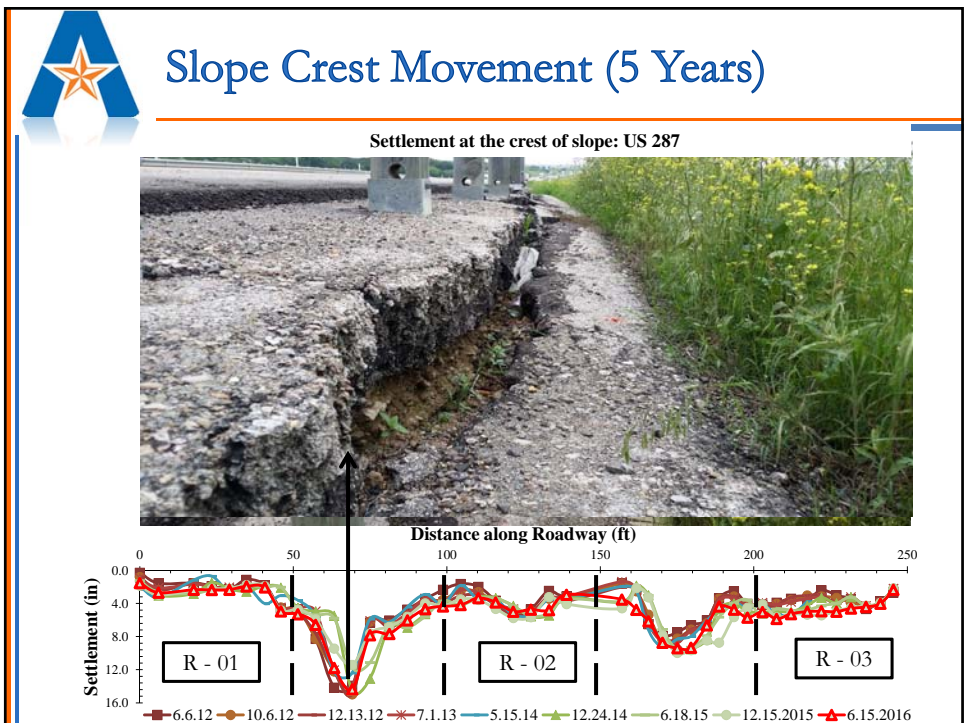 Slope Crest Movement (5 Years)
Settlement at the crest of slope: US 287
Distance along Roadway (ft)
0 50 100 150 200 250
Settlement (in)
0.0
4.0
8.0
12.0
16.0
R - 01
R - 02
R - 03
6.6.12 10.6.12 12.13.12 7.1.13 5.15.14 12.24.14 6.18.15 12.15.2015 6.15.2016